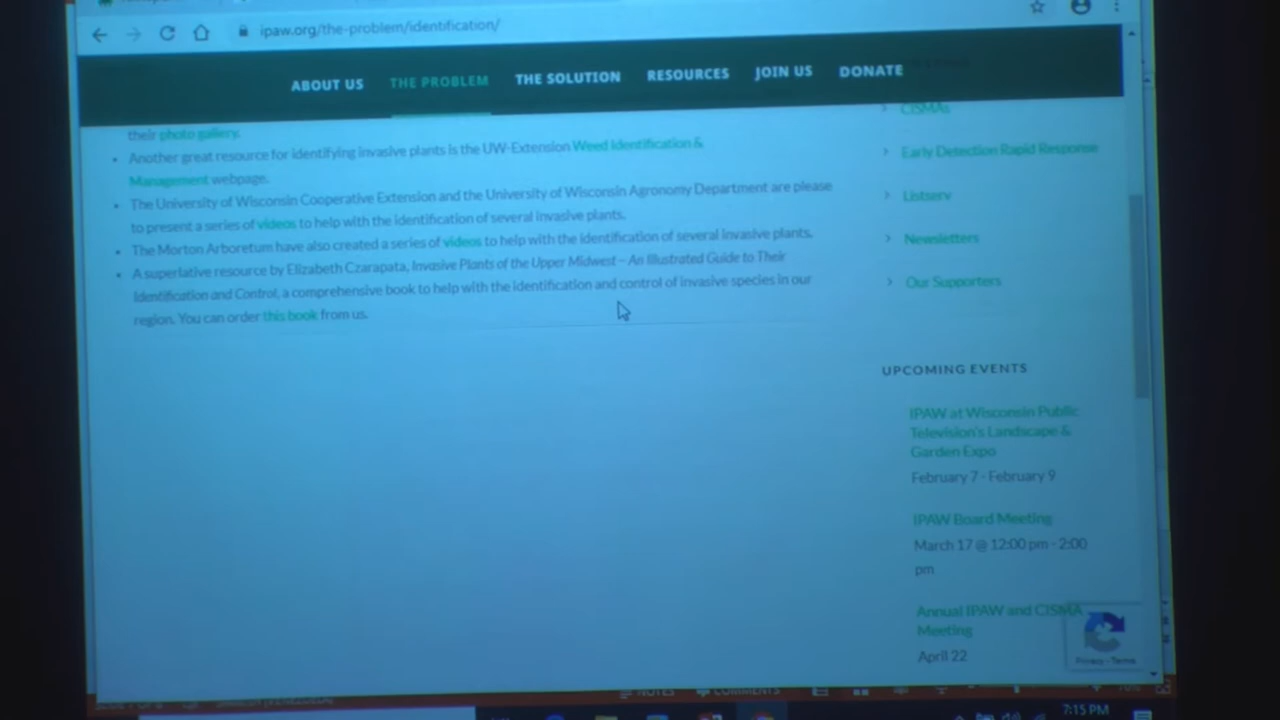 ipaw.org/the-problem/identification/
ABOUT US THE PROBLEM THE SOLUTION RESOURCES JOIN US DONATE
their photo gallery.
Another great resource for identifying invasive plants is the UW-Extension Weed Identification &
Management webpage.
The University of Wisconsin Cooperative Extension and the University of Wisconsin Agronomy Department are please
to present a series of videos to help with the identification of several invasive plants.
The Morton Arboretum have also created a series of videos to help with the identification of several invasive plants.
A superlative resource by Elizabeth Czarapata, Invasive Plants of the Upper Midwest – An Illustrated Guide to Their
Identification and Control, a comprehensive book to help with the identification and control of invasive species in our
region. You can order this book from us.
CISMAs
Early Detection Rapid Response
Listserv
Newsletters
Our Supporters
UPCOMING EVENTS
IPAW at Wisconsin Public
Television's Landscape &
Garden Expo
February 7 - February 9
IPAW Board Meeting
March 17 @ 12:00 pm - 2:00
pm
Annual IPAW and CISMA
Meeting
April 22
Privacy - Terms
NOTES COMMENTS
7:15 PM